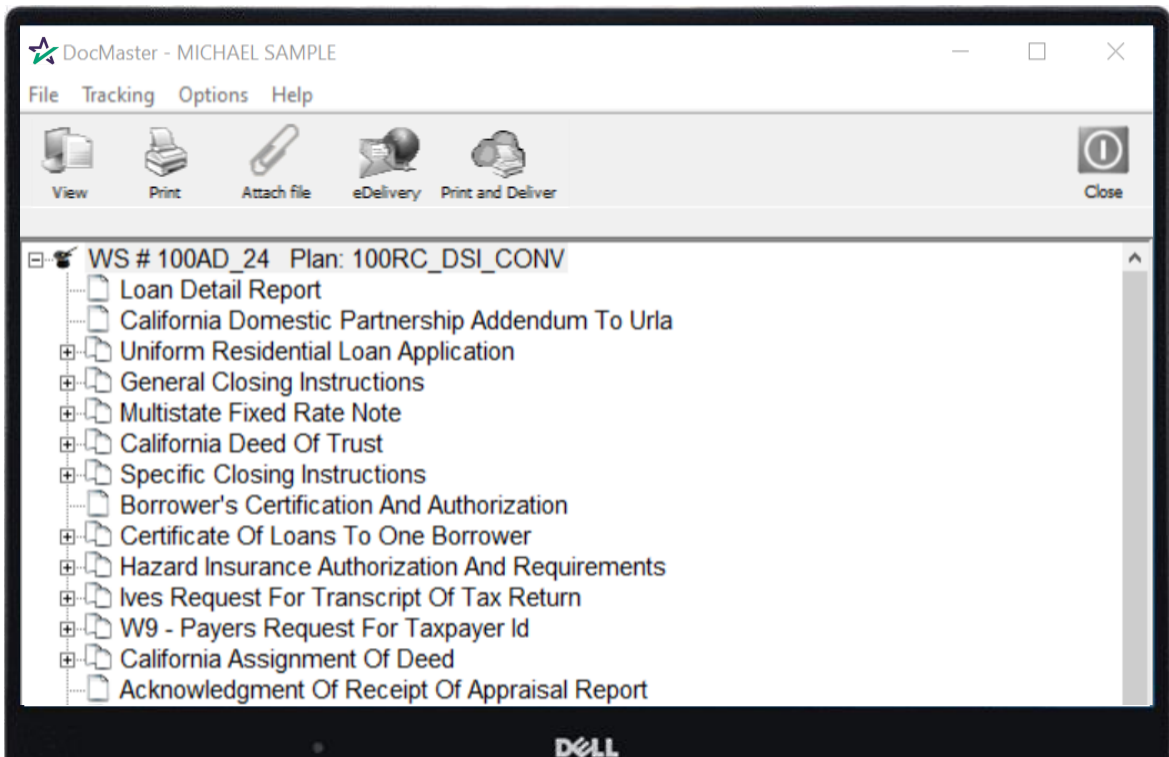 DocMaster - MICHAEL SAMPLE
File Tracking Options Help
View Print Attach file eDelivery Print and Deliver Close
WS # 100AD_24 Plan: 100RC_DSI_CONV
Loan Detail Report
California Domestic Partnership Addendum To Urla
Uniform Residential Loan Application
General Closing Instructions
Multistate Fixed Rate Note
California Deed Of Trust
Specific Closing Instructions
Borrower's Certification And Authorization
Certificate Of Loans To One Borrower
Hazard Insurance Authorization And Requirements
Ives Request For Transcript Of Tax Return
W9 - Payers Request For Taxpayer Id
California Assignment Of Deed
Acknowledgment Of Receipt Of Appraisal Report
DELL